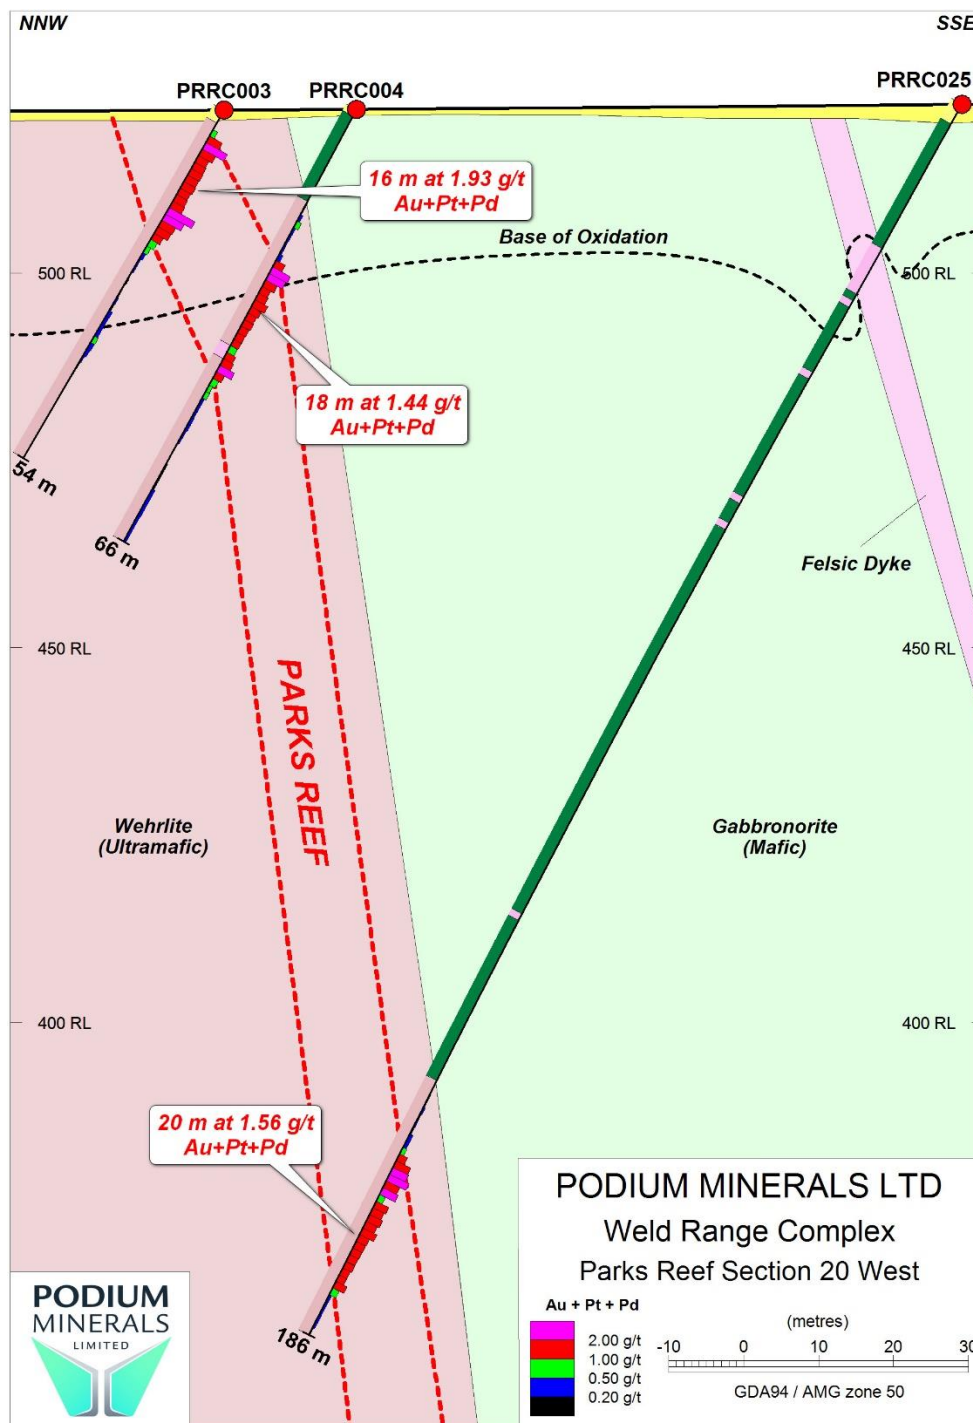 NNW
SSE
PRRC003
PRRC004
PRRC025
16 m at 1.93 g/t
Au+Pt+Pd
Base of Oxidation
500 RL
500 RL
18 m at 1.44 g/t
Au+Pt+Pd
54 m
66 m
Felsic Dyke
450 RL
450 RL
PARKS REEF
Wehrlite
(Ultramafic)
Gabbronorite
(Mafic)
400 RL
400 RL
20 m at 1.56 g/t
Au+Pt+Pd
186 m
PODIUM MINERALS LTD
Weld Range Complex
Parks Reef Section 20 West
Au + Pt + Pd
2.00 g/t
1.00 g/t
0.50 g/t
0.20 g/t
(metres)
-10 0 10 20 30
GDA94 / AMG zone 50
PODIUM
MINERALS
LIMITED